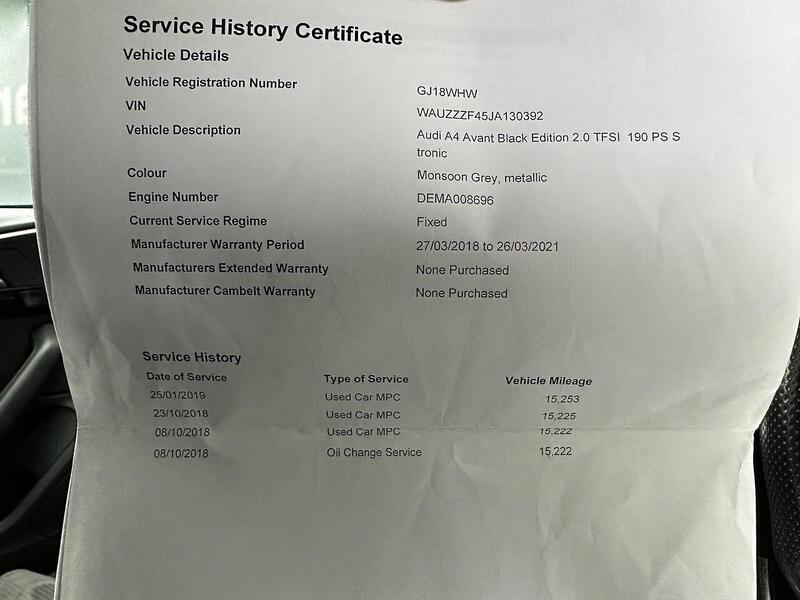 Service History Certificate
Vehicle Details
Vehicle Registration Number GJ18WHW
VIN WAUZZZF45JA130392
Vehicle Description Audi A4 Avant Black Edition 2.0 TFSI 190 PS S
tronic
Colour Monsoon Grey, metallic
Engine Number DEMA008696
Current Service Regime Fixed
Manufacturer Warranty Period 27/03/2018 to 26/03/2021
Manufacturers Extended Warranty None Purchased
Manufacturer Cambelt Warranty None Purchased
Service History
Date of Service Type of Service Vehicle Mileage
25/01/2019 Used Car MPC 15,253
23/10/2018 Used Car MPC 15,225
08/10/2018 Used Car MPC 15,222
08/10/2018 Oil Change Service 15,222